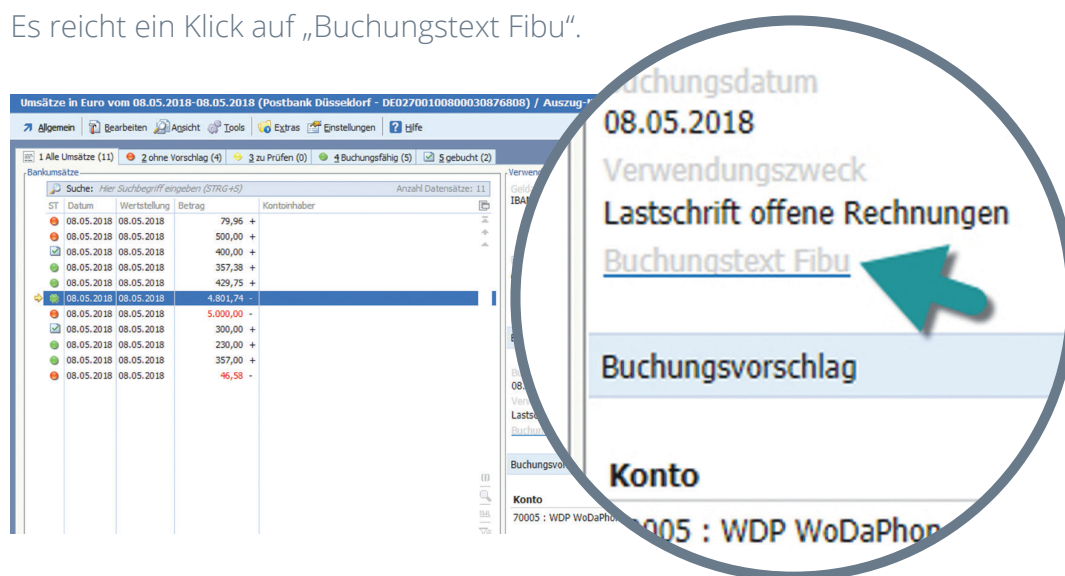 Es reicht ein Klick auf „Buchungstext Fibu“.
Umsätze in Euro vom 08.05.2018-08.05.2018 (Postbank Düsseldorf - DE02700100800030876808) / Auszug-
Allgemein Bearbeiten Ansicht Tools Extras Einstellungen Hilfe
1 Alle Umsätze (11) 2 ohne Vorschlag (4) 3 zu Prüfen (0) 4 Buchungsfähig (5) 5 gebucht (2)
Bankumsätze
Suche: Hier Suchbegriff eingeben (STRG+S) Anzahl Datensätze: 11
ST Datum Wertstellung Betrag Kontoinhaber
08.05.2018 08.05.2018 79,96 +
08.05.2018 08.05.2018 500,00 +
08.05.2018 08.05.2018 400,00 +
08.05.2018 08.05.2018 357,38 +
08.05.2018 08.05.2018 429,75 +
08.05.2018 08.05.2018 4.801,74 -
08.05.2018 08.05.2018 5.000,00 -
08.05.2018 08.05.2018 300,00 +
08.05.2018 08.05.2018 230,00 +
08.05.2018 08.05.2018 357,00 +
08.05.2018 08.05.2018 46,58 -
Konto
70005 : WDP WoDaPhon
Buchungsdatum
08.05.2018
Verwendungszweck
Lastschrift offene Rechnungen
Buchungstext Fibu
Buchungsvorschlag
Konto
70005 : WDP WoDaPhon